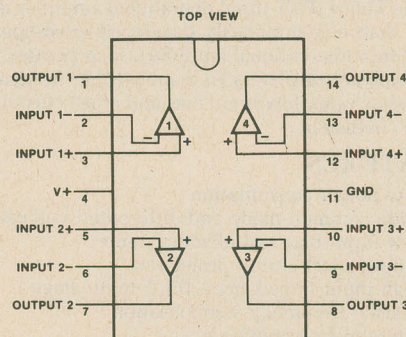 TOP VIEW
OUTPUT 1 1
14 OUTPUT 4
INPUT 1− 2
13 INPUT 4−
1
4
− +
+ −
INPUT 1+ 3
12 INPUT 4+
V+ 4
11 GND
INPUT 2+ 5
10 INPUT 3+
− +
+ −
2
3
INPUT 2− 6
9 INPUT 3−
OUTPUT 2 7
8 OUTPUT 3